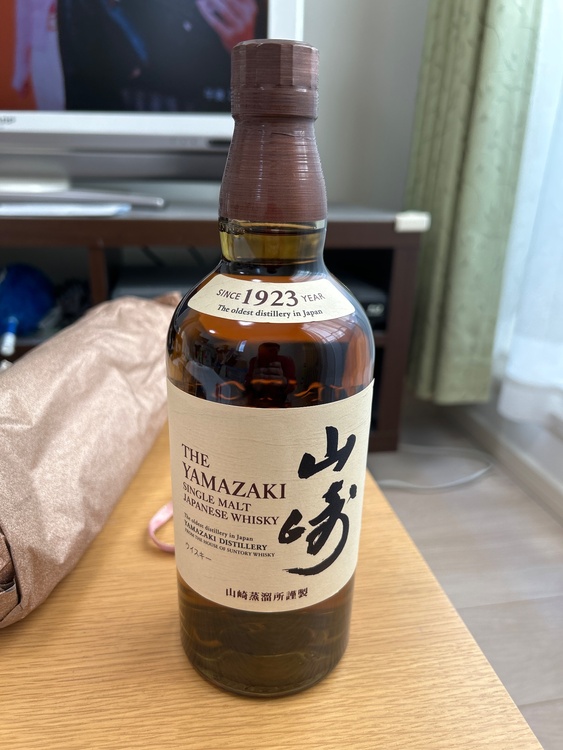 SINCE 1923 YEAR
The oldest distillery in Japan
THE
YAMAZAKI
SINGLE MALT
JAPANESE WHISKY
The oldest distillery in Japan
YAMAZAKI DISTILLERY
FROM THE HOUSE OF SUNTORY WHISKY
ウイスキー
山崎
山崎蒸溜所謹製